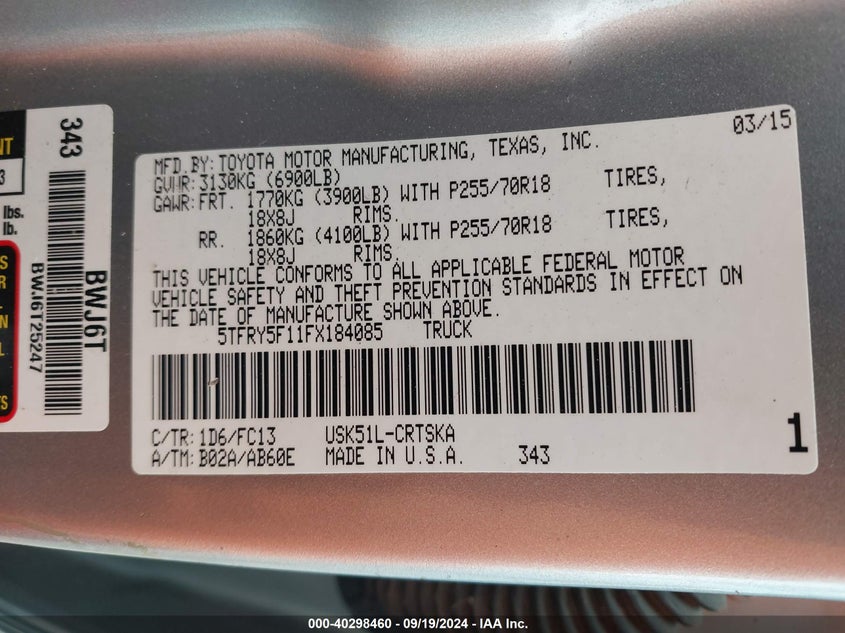 NT
3
lbs.
lb.
S
R
L
N
L
S
343
BWJ6T
BWJ6T25247
03/15
MFD.BY:TOYOTA MOTOR MANUFACTURING, TEXAS, INC.
GVWR:3130KG (6900LB)
GAWR:FRT. 1770KG (3900LB) WITH P255/70R18 TIRES,
18X8J RIMS.
RR. 1860KG (4100LB) WITH P255/70R18 TIRES,
18X8J RIMS.
THIS VEHICLE CONFORMS TO ALL APPLICABLE FEDERAL MOTOR
VEHICLE SAFETY AND THEFT PREVENTION STANDARDS IN EFFECT ON
THE DATE OF MANUFACTURE SHOWN ABOVE.
5TFRY5F11FX184085 TRUCK
C/TR:1D6/FC13 USK51L-CRTSKA
A/TM:B02A/AB60E MADE IN U.S.A. 343
1
000-40298460 - 09/19/2024 - IAA Inc.